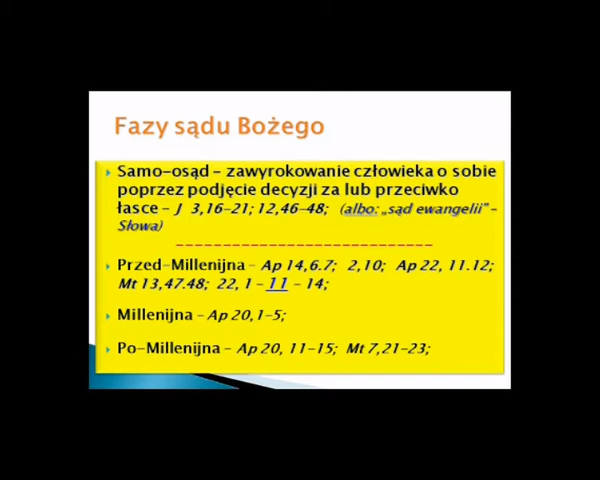 Fazy sądu Bożego
Samo-osąd – zawyrokowanie człowieka o sobie
poprzez podjęcie decyzji za lub przeciwko
łasce – J 3,16-21; 12,46-48; (albo: „sąd ewangelii” –
Słowa)
Przed-Millenijna – Ap 14,6.7; 2,10; Ap 22, 11.12;
Mt 13,47.48; 22, 1 – 11 – 14;
Millenijna – Ap 20,1-5;
Po-Millenijna – Ap 20, 11-15; Mt 7,21-23;